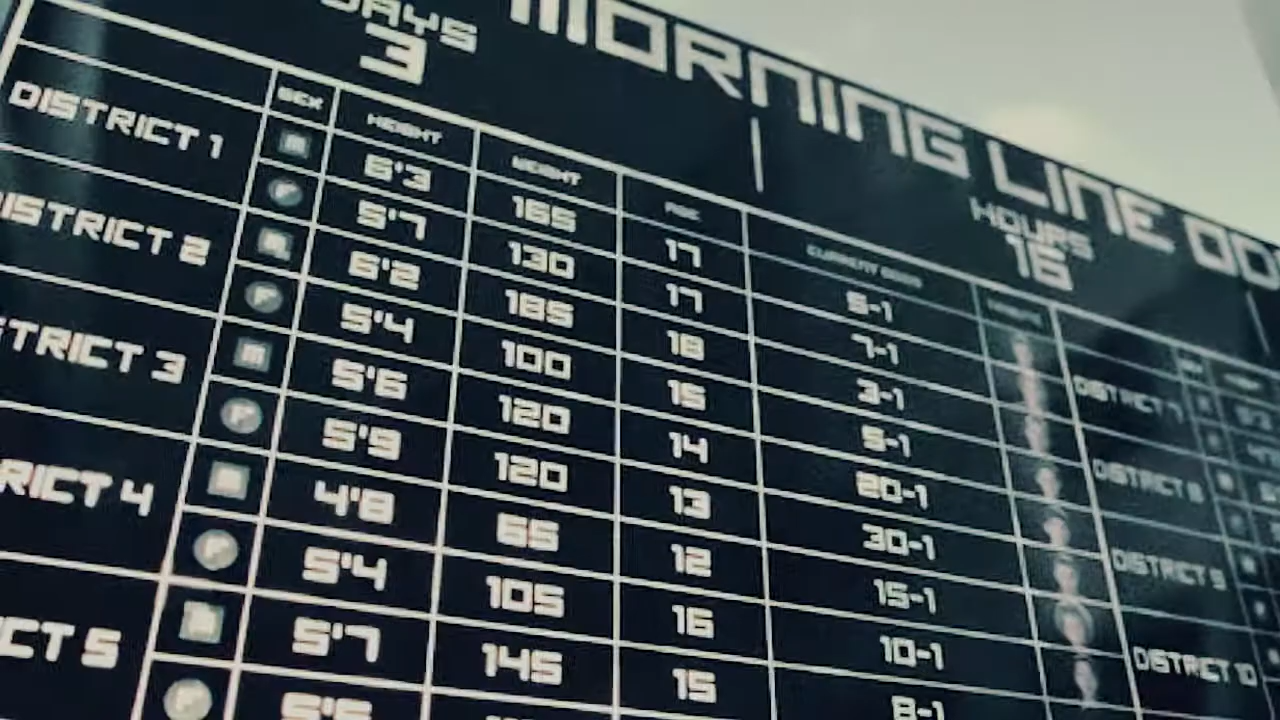 DAYS
3
MORNING LINE
HOURS
16
SEX HEIGHT WEIGHT AGE CURRENT ODDS
DISTRICT 1
M 6'3 165 17 5-1
F 5'7 130 17 7-1
DISTRICT 2
M 6'2 185 18 3-1
F 5'4 100 15 5-1
DISTRICT 3
M 5'6 120 14 20-1
F 5'9 120 13 30-1
DISTRICT 4
M 4'8 65 12 15-1
F 5'4 105 16 10-1
5
M 5'7 145 15 8-1
F 5'5
DISTRICT 7
DISTRICT 8
DISTRICT 9
DISTRICT 10